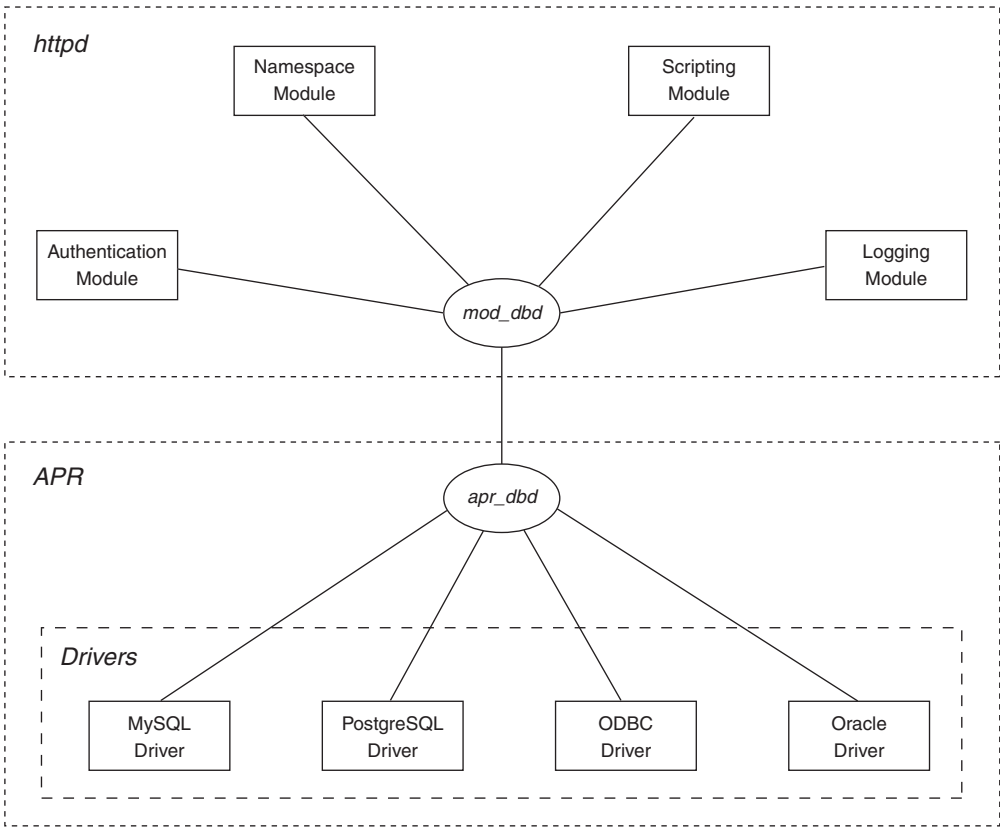 httpd
Namespace
Module
Scripting
Module
Authentication
Module
Logging
Module
mod_dbd
APR
apr_dbd
Drivers
MySQL
Driver
PostgreSQL
Driver
ODBC
Driver
Oracle
Driver